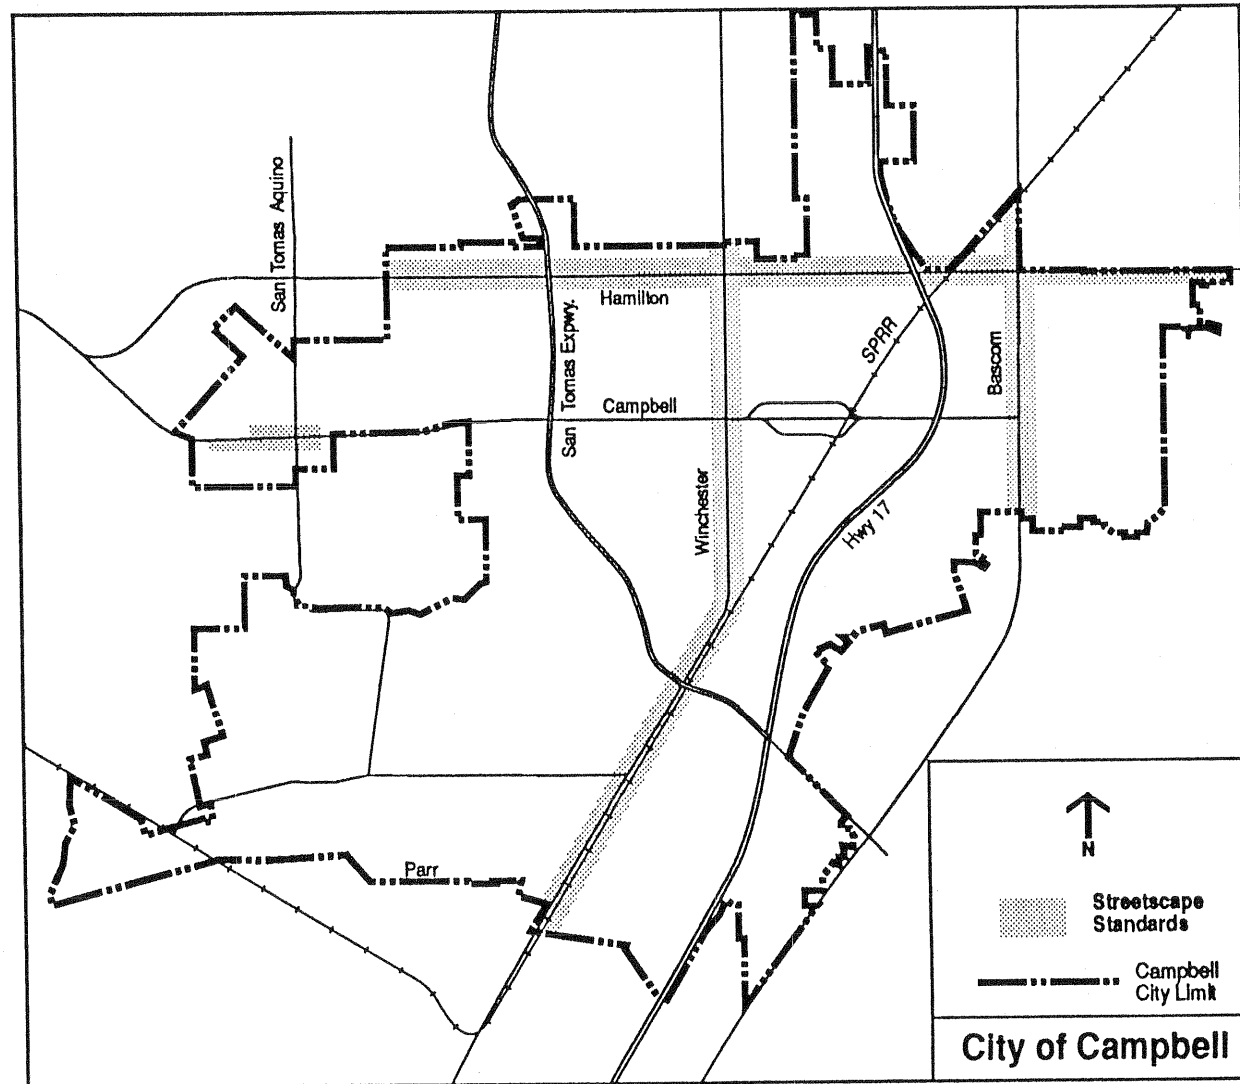 San Tomas Aquino
Hamilton
San Tomas Expwy.
SPRR
Bascom
Campbell
Winchester
Hwy 17
Parr
N
Streetscape
Standards
Campbell
City Limit
City of Campbell